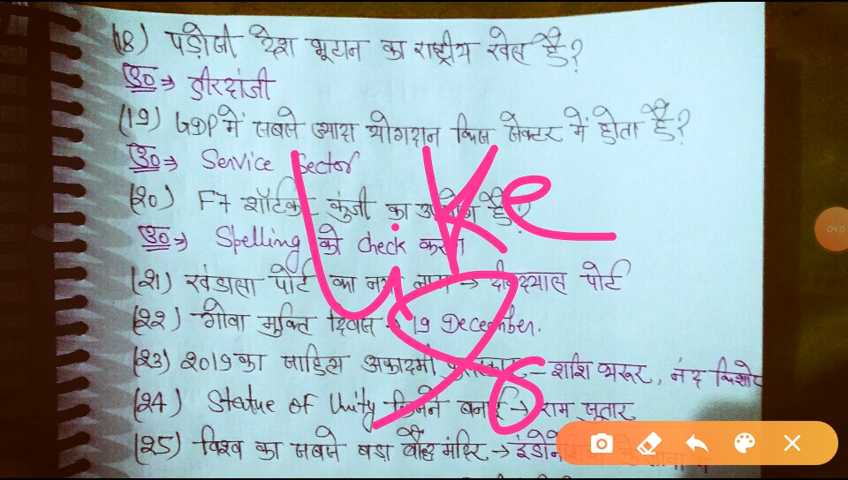 (18) पड़ोसी देश भूटान का राष्ट्रीय खेल है?
उ० ⇒ तीरंदाजी
(19) GDP में सबसे ज्यादा योगदान किस सेक्टर में होता है?
उ० ⇒ Service Sector
(20) F7 शॉर्टकट कुंजी का उपयोग है?
उ० ⇒ Spelling को check करना
(21) पोर्ट का नया नाम → दीनदयाल पोर्ट
(22) गोवा मुक्ति दिवस → 19 December.
(23) 2019 का साहित्य अकादमी पुरस्कार - शशि थरूर, नंद किशोर
(24) Statue of Unity किसने बनाई → राम सुतार
(25) विश्व का सबसे बड़ा बौद्ध मंदिर →
Like